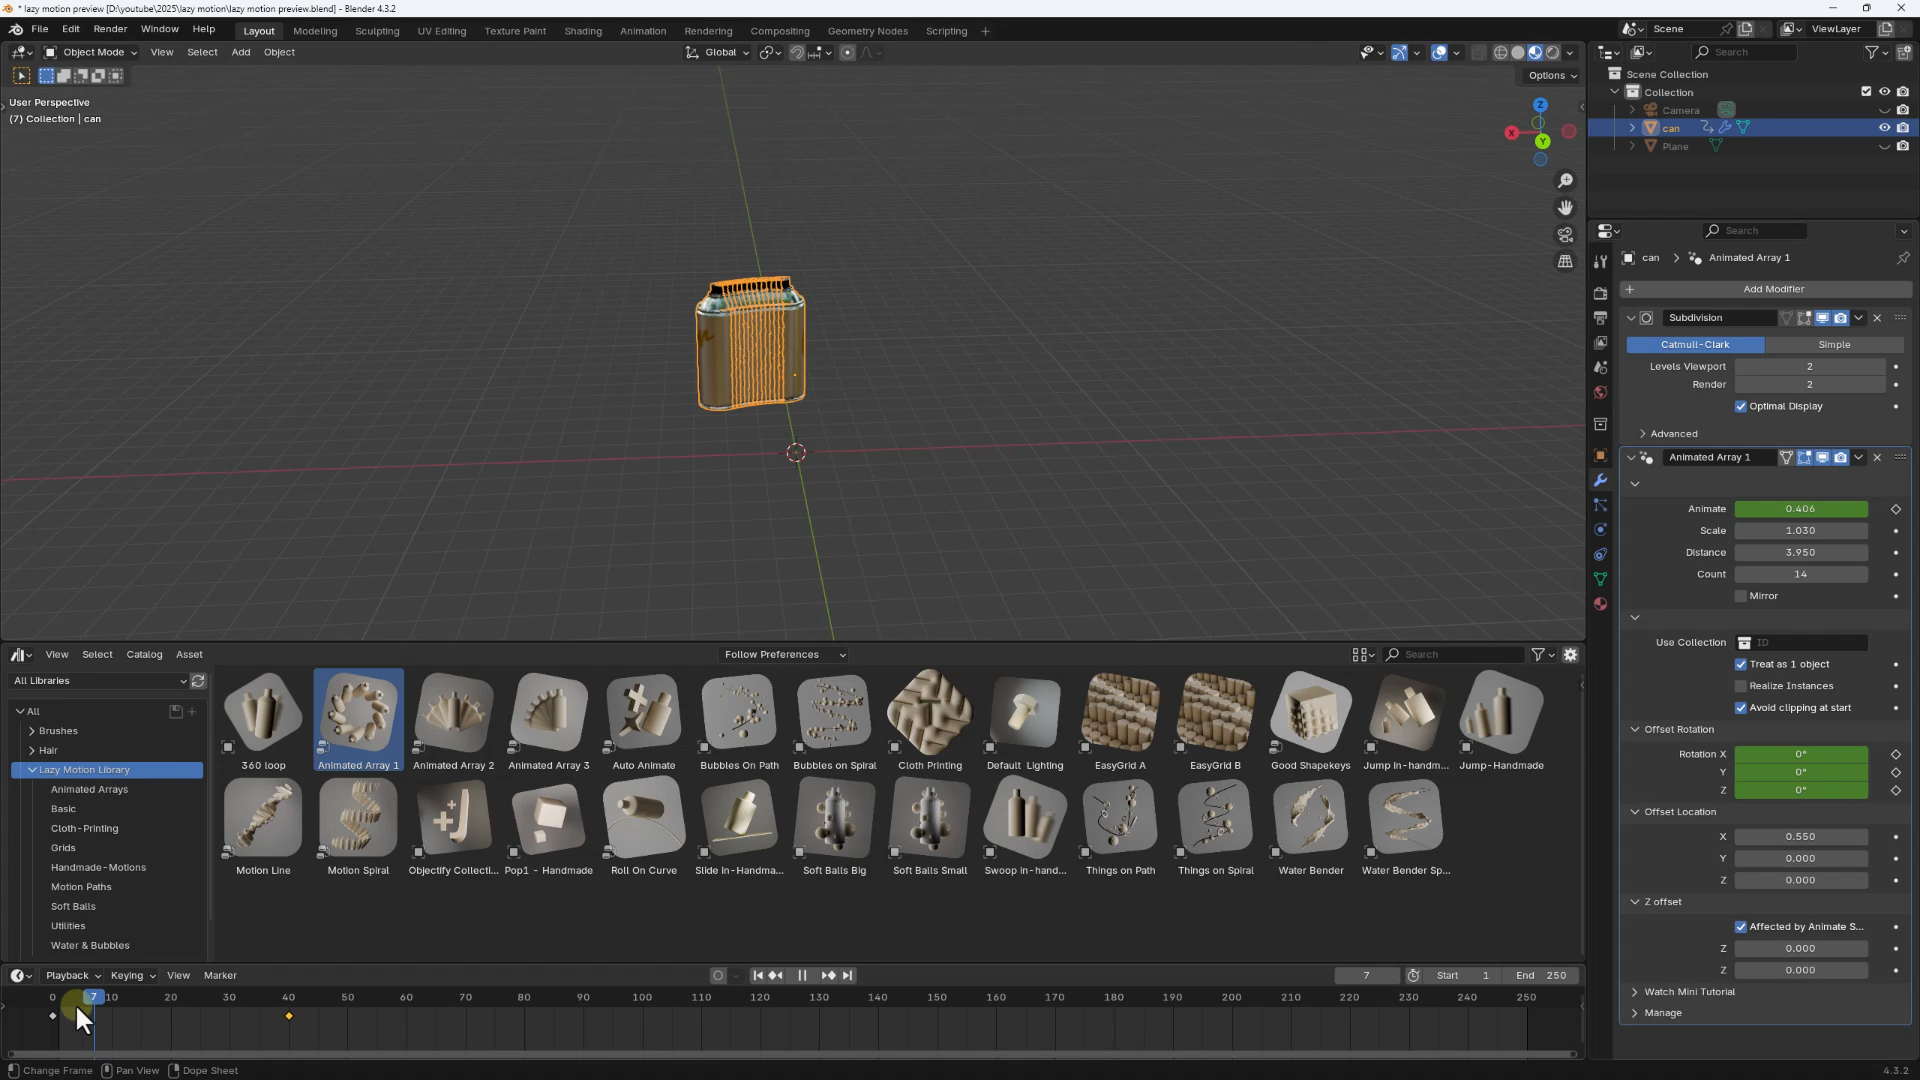 * lazy motion preview [D:\youtube\2025\lazy motion\lazy motion preview.blend] - Blender 4.3.2
File Edit Render Window Help Layout Modeling Sculpting UV Editing Texture Paint Shading Animation Rendering Compositing Geometry Nodes Scripting + Scene ViewLayer
Object Mode View Select Add Object Global Search
Options
User Perspective
(7) Collection | can
Z
X
Y
Scene Collection
Collection
Camera
can
Plane
Search
can > Animated Array 1
Add Modifier
Subdivision
Catmull-Clark Simple
Levels Viewport 2
Render 2
Optimal Display
Advanced
Animated Array 1
Animate 0.406
Scale 1.030
Distance 3.950
Count 14
Mirror
Use Collection ID
Treat as 1 object
Realize Instances
Avoid clipping at start
Offset Rotation
Rotation X 0°
Y 0°
Z 0°
Offset Location
X 0.550
Y 0.000
Z 0.000
Z offset
Affected by Animate S...
Z 0.000
Z 0.000
Watch Mini Tutorial
Manage
View Select Catalog Asset Follow Preferences Search
All Libraries
All
Brushes
Hair
Lazy Motion Library
Animated Arrays
Basic
Cloth-Printing
Grids
Handmade-Motions
Motion Paths
Soft Balls
Utilities
Water & Bubbles
360 loop Animated Array 1 Animated Array 2 Animated Array 3 Auto Animate Bubbles On Path Bubbles on Spiral Cloth Printing Default Lighting EasyGrid A EasyGrid B Good Shapekeys Jump in-handm... Jump-Handmade
Motion Line Motion Spiral Objectify Collecti... Pop1 - Handmade Roll On Curve Slide in-Handma... Soft Balls Big Soft Balls Small Swoop in-hand... Things on Path Things on Spiral Water Bender Water Bender Sp...
Playback Keying View Marker 7 Start 1 End 250
0 7 10 20 30 40 50 60 70 80 90 100 110 120 130 140 150 160 170 180 190 200 210 220 230 240 250
Change Frame Pan View Dope Sheet 4.3.2